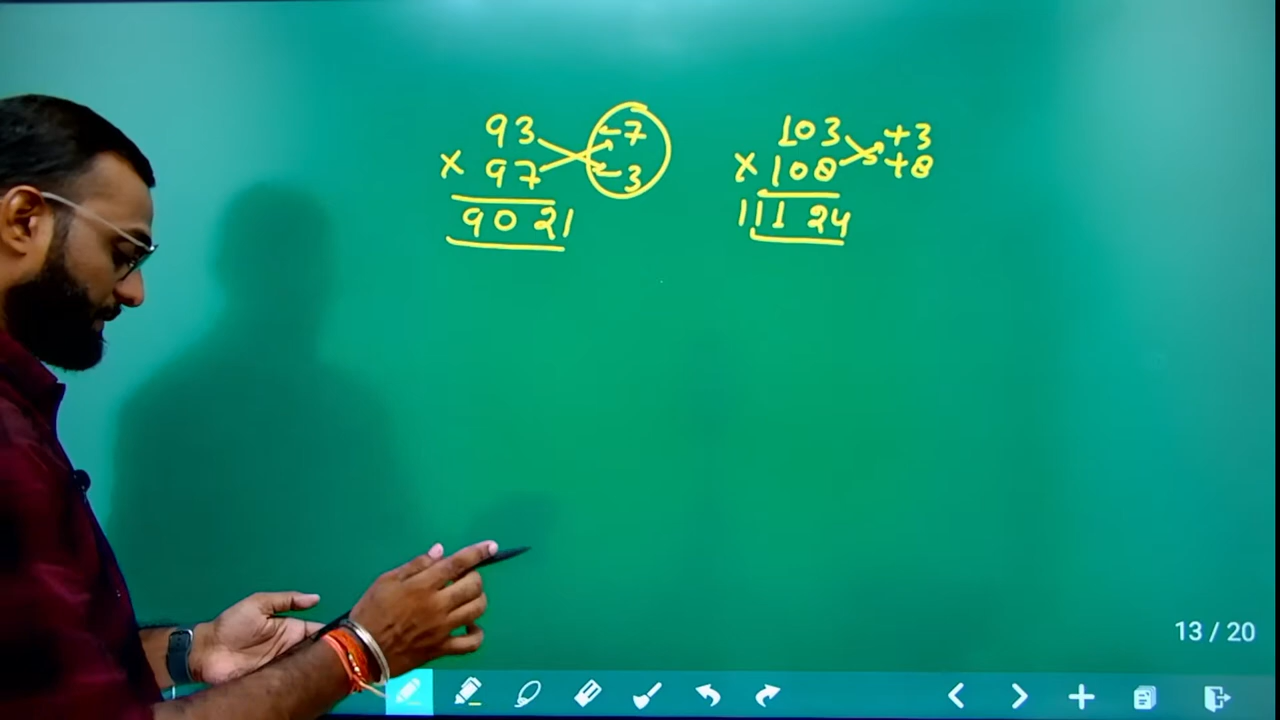 93 -7
× 97 -3
9021
103 +3
× 108 +8
11124
13 / 20